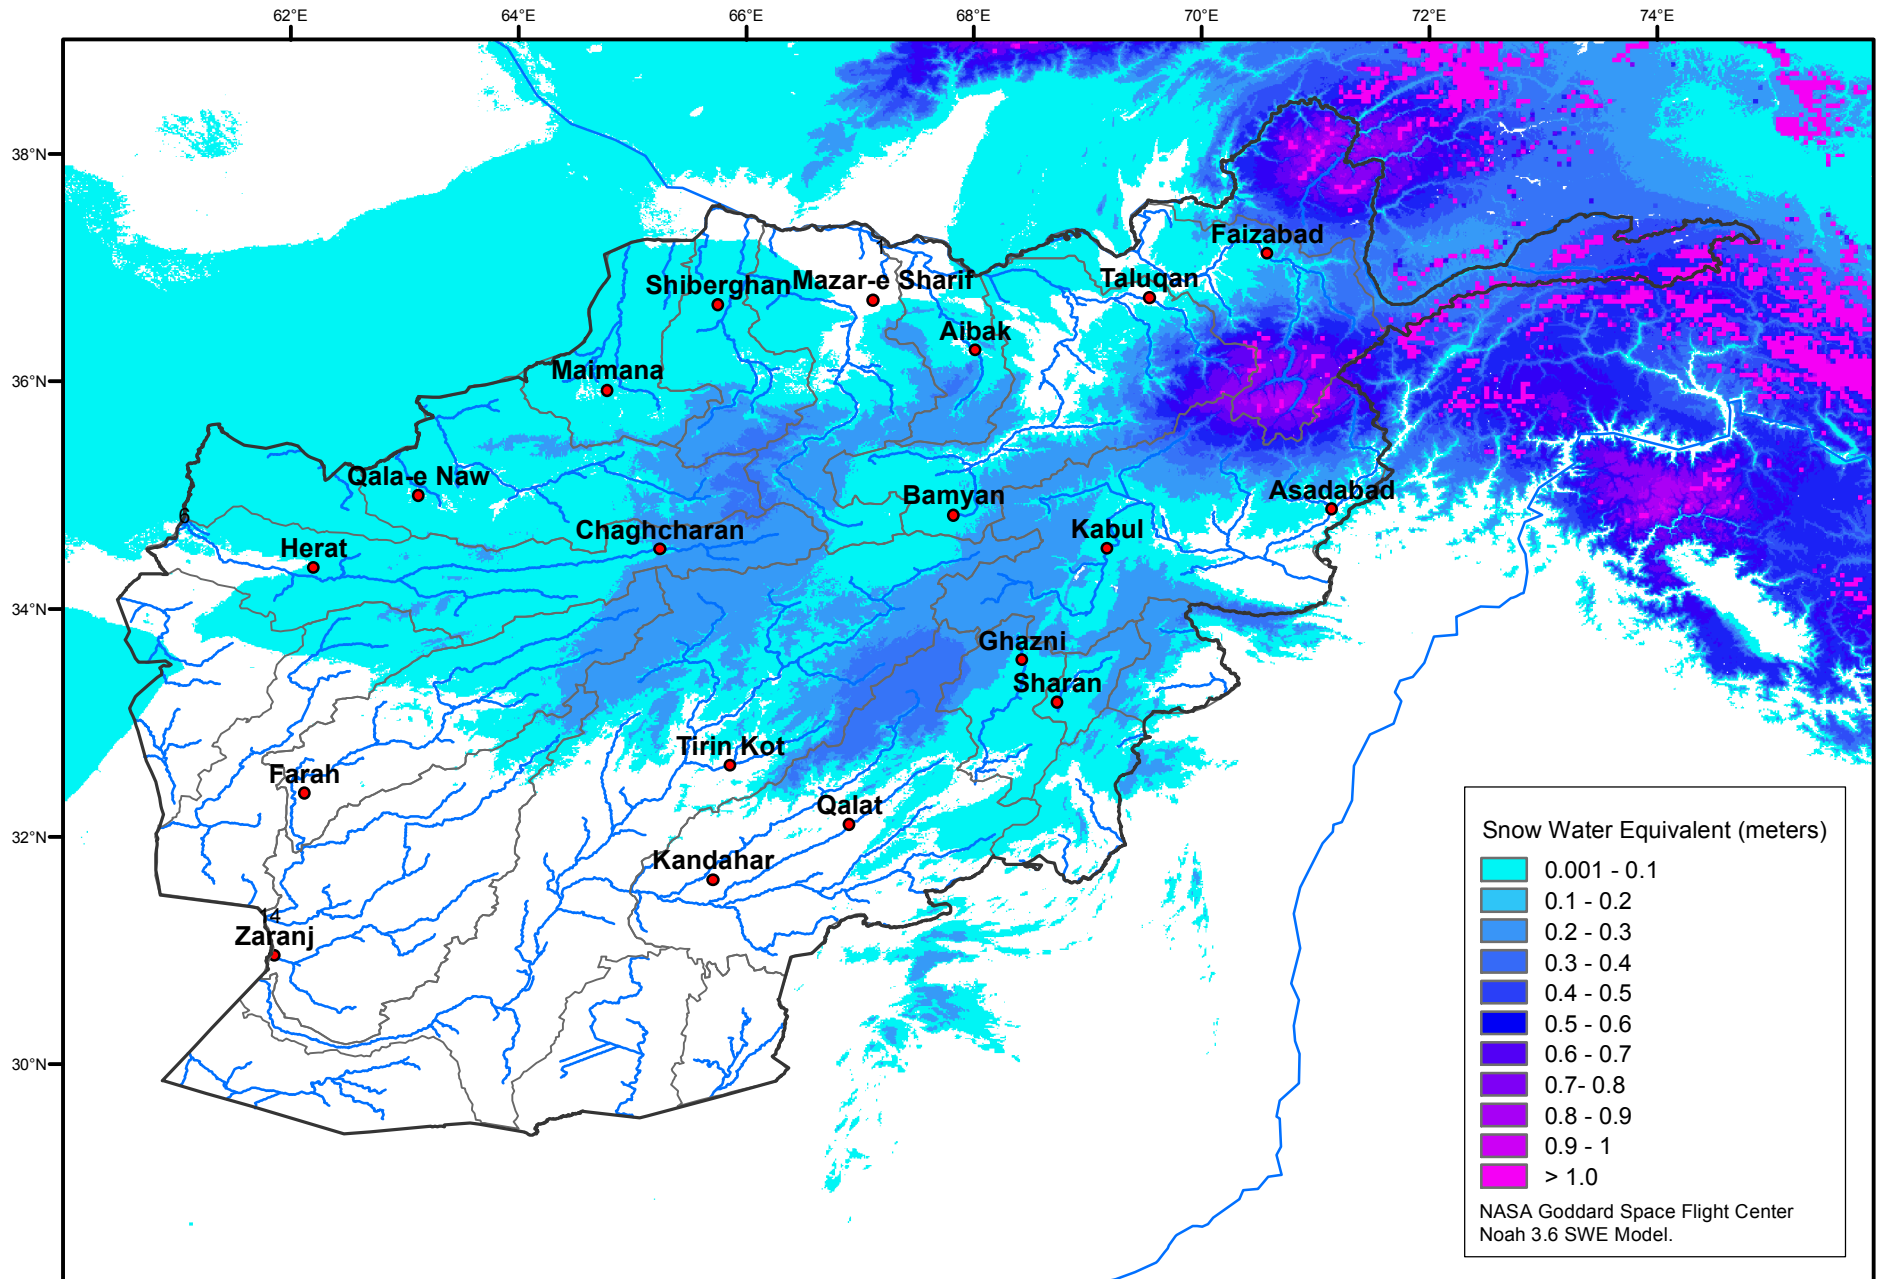 62°E 64°E 66°E 68°E 70°E 72°E 74°E
38°N
Faizabad
Shiberghan Mazar-e Sharif Taluqan
Aibak
36°N
Maimana
Qala-e Naw Bamyan Asadabad
6
Chaghcharan Kabul
Herat
34°N
Ghazni
Sharan
Tirin Kot
Farah
Qalat
32°N
Kandahar
14
Zaranj
30°N
Snow Water Equivalent (meters)
0.001 - 0.1
0.1 - 0.2
0.2 - 0.3
0.3 - 0.4
0.4 - 0.5
0.5 - 0.6
0.6 - 0.7
0.7- 0.8
0.8 - 0.9
0.9 - 1
> 1.0
NASA Goddard Space Flight Center
Noah 3.6 SWE Model.